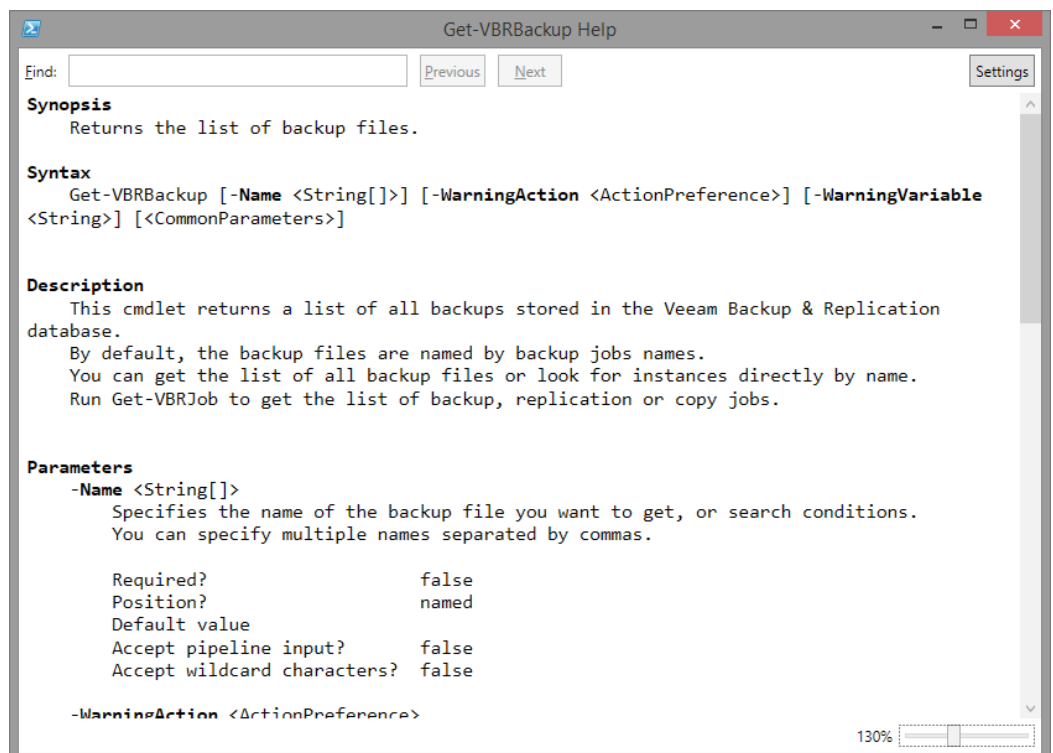 Get-VBRBackup Help
Find:
Previous
Next
Settings
Synopsis
Returns the list of backup files.
Syntax
Get-VBRBackup [-Name <String[]>] [-WarningAction <ActionPreference>] [-WarningVariable
<String>] [<CommonParameters>]
Description
This cmdlet returns a list of all backups stored in the Veeam Backup & Replication
database.
By default, the backup files are named by backup jobs names.
You can get the list of all backup files or look for instances directly by name.
Run Get-VBRJob to get the list of backup, replication or copy jobs.
Parameters
-Name <String[]>
Specifies the name of the backup file you want to get, or search conditions.
You can specify multiple names separated by commas.
Required? false
Position? named
Default value
Accept pipeline input? false
Accept wildcard characters? false
-WarningAction <ActionPreference>
130%